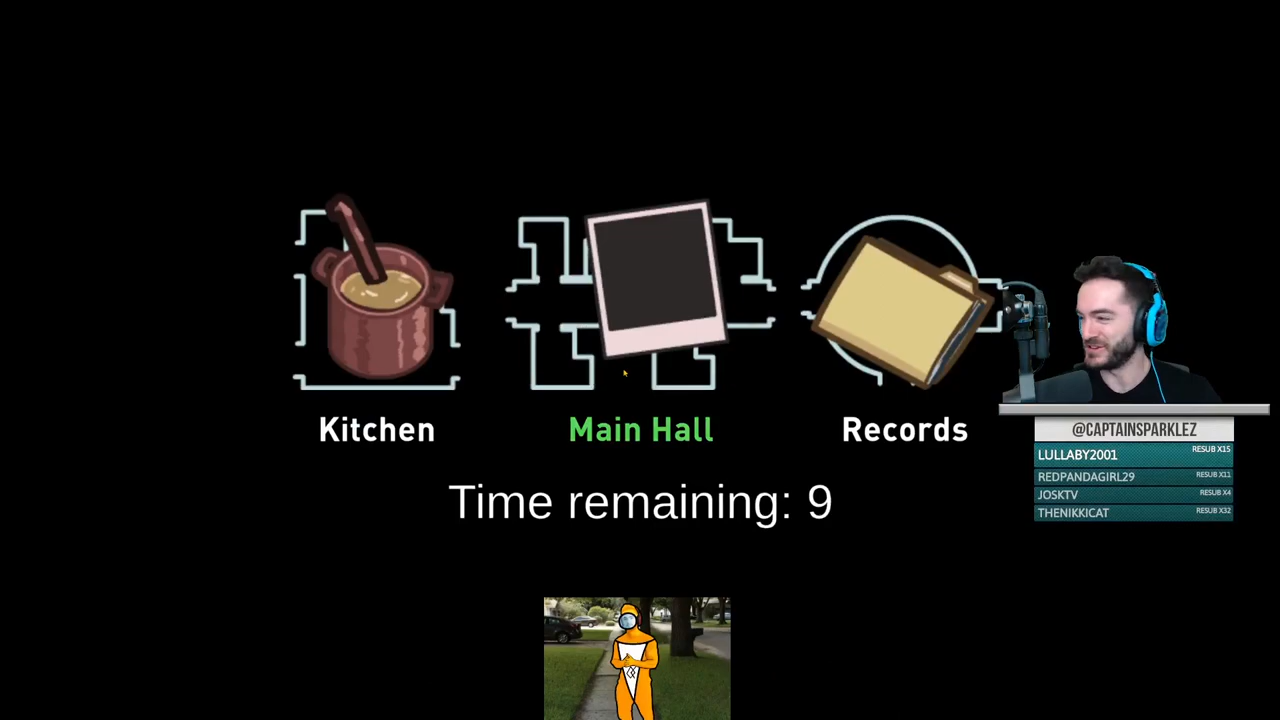 Kitchen
Main Hall
Records
Time remaining: 9
@CAPTAINSPARKLEZ
LULLABY2001 RESUB X15
REDPANDAGIRL29 RESUB X11
JOSKTV RESUB X4
THENIKKICAT RESUB X32